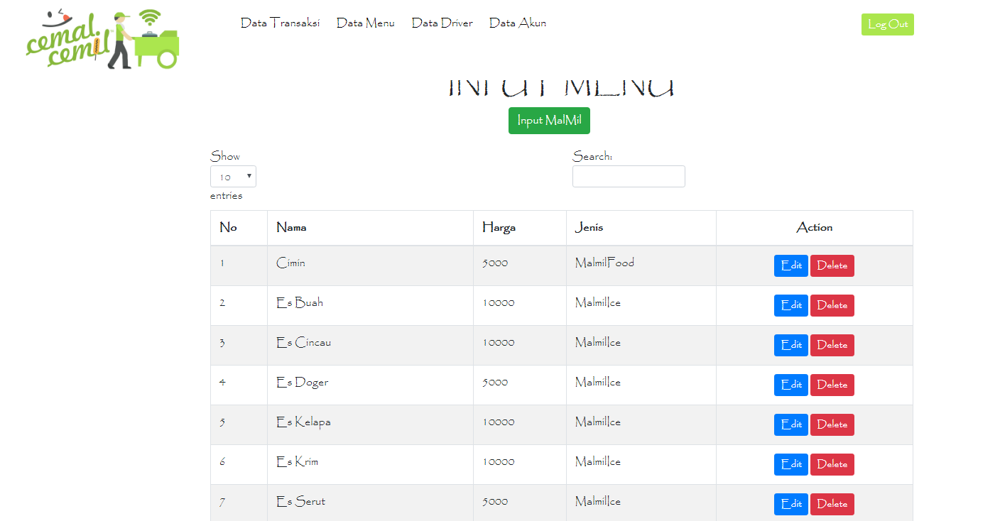 cemal.
cemil
Data Transaksi Data Menu Data Driver Data Akun Log Out
INPUT MENU
Input MalMil
Show Search:
10
entries
No Nama Harga Jenis Action
1 Cimin 5000 MalmilFood Edit Delete
2 Es Buah 10000 MalmilIce Edit Delete
3 Es Cincau 10000 MalmilIce Edit Delete
4 Es Doger 5000 MalmilIce Edit Delete
5 Es Kelapa 10000 MalmilIce Edit Delete
6 Es Krim 10000 MalmilIce Edit Delete
7 Es Serut 5000 MalmilIce Edit Delete